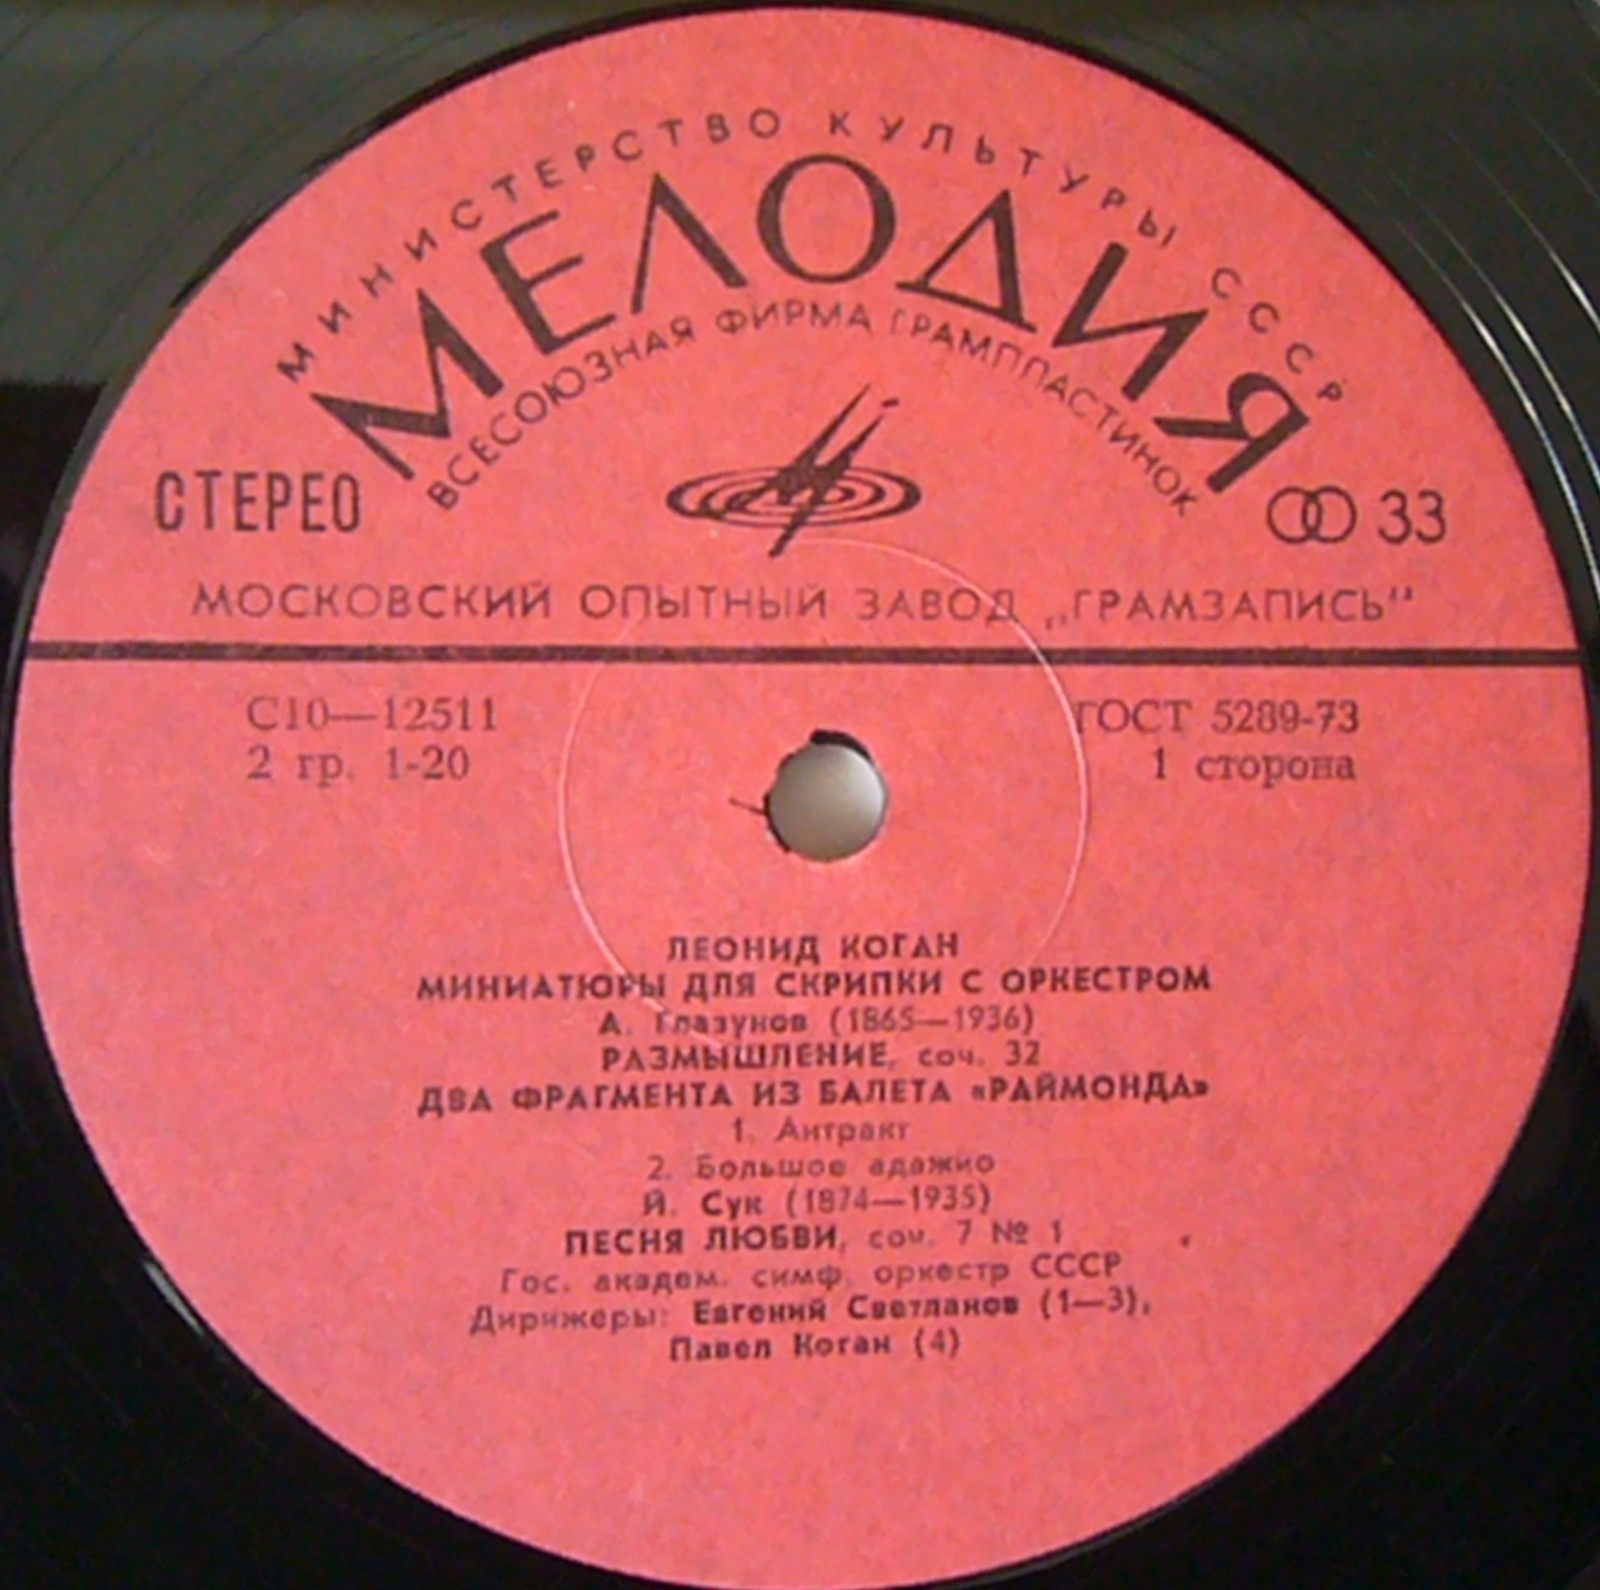 МИНИСТЕРСТВО КУЛЬТУРЫ СССР
МЕЛОДИЯ
ВСЕСОЮЗНАЯ ФИРМА ГРАМПЛАСТИНОК
СТЕРЕО
33
МОСКОВСКИЙ ОПЫТНЫЙ ЗАВОД „ГРАМЗАПИСЬ"
С10—12511
ГОСТ 5289-73
2 гр. 1-20
1 сторона
ЛЕОНИД КОГАН
МИНИАТЮРЫ ДЛЯ СКРИПКИ С ОРКЕСТРОМ
А. Глазунов (1865—1936)
РАЗМЫШЛЕНИЕ, соч. 32
ДВА ФРАГМЕНТА ИЗ БАЛЕТА «РАЙМОНДА»
1. Антракт
2. Большое адажио
Й. Сук (1874—1935)
ПЕСНЯ ЛЮБВИ, соч. 7 № 1
Гос. академ. симф. оркестр СССР
Дирижеры: Евгений Светланов (1—3),
Павел Коган (4)